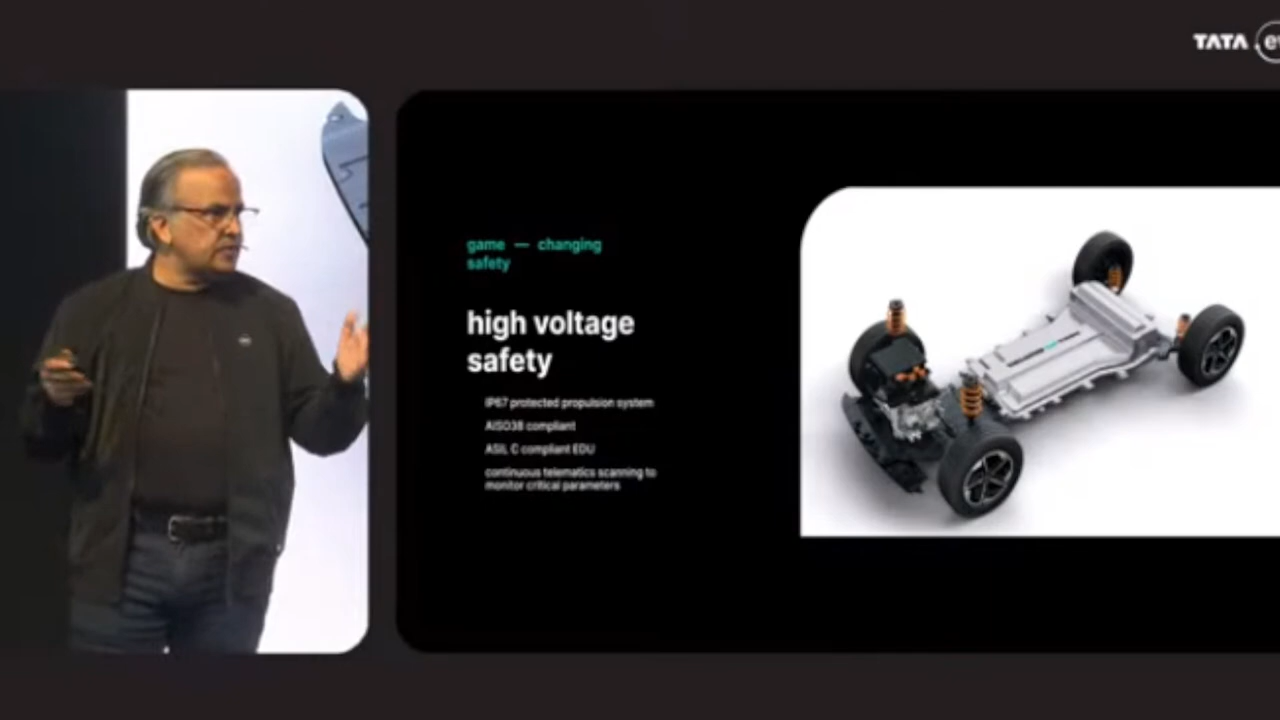 TATA .ev
game — changing
safety
high voltage
safety
IP67 protected propulsion system
AIS038 compliant
ASIL C compliant EDU
continuous telematics scanning to
monitor critical parameters